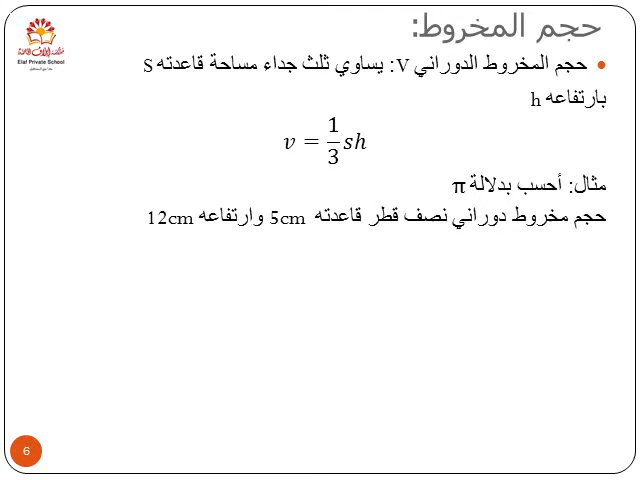 حجم المخروط:
Elaf Private School
حجم المخروط الدوراني V: يساوي ثلث جداء مساحة قاعدته S
بارتفاعه h
v = 1/3 sh
مثال: أحسب بدلالة π
حجم مخروط دوراني نصف قطر قاعدته 5cm وارتفاعه 12cm
6